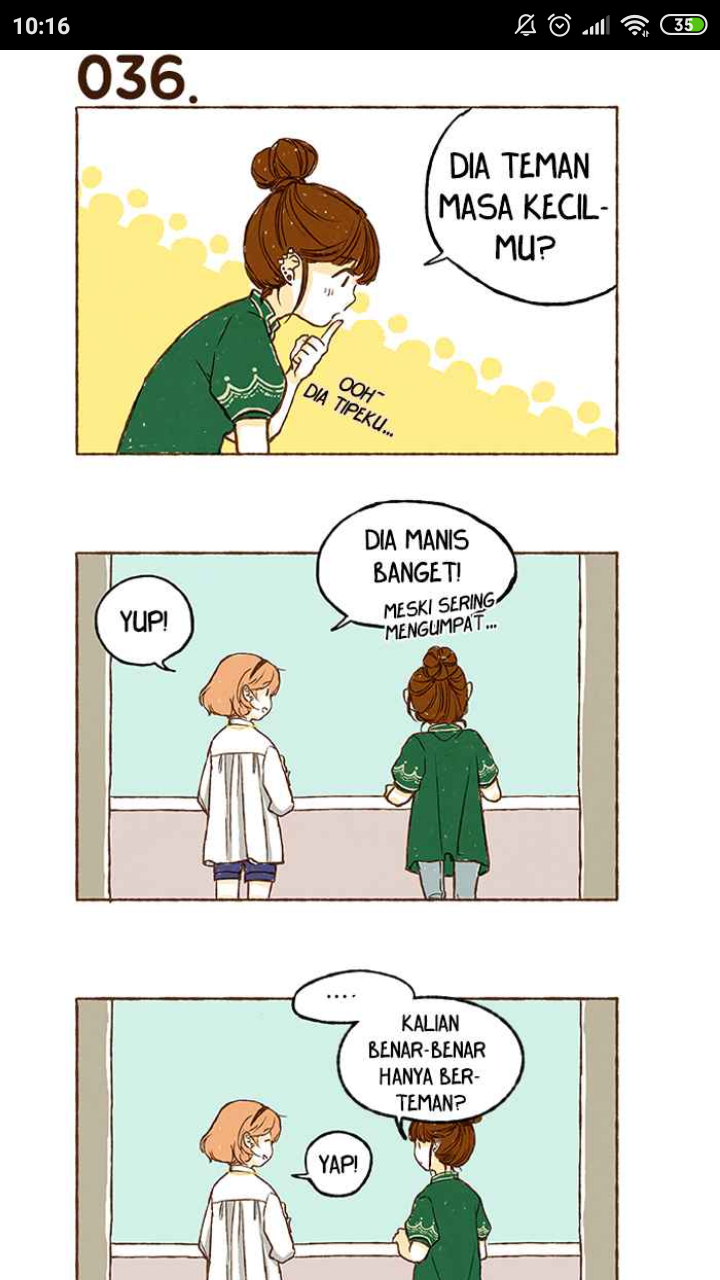 10:16
35
036.
DIA TEMAN
MASA KECIL-
MU?
OOH~
DIA TIPEKU...
DIA MANIS
BANGET!
MESKI SERING
MENGUMPAT...
YUP!
....
KALIAN
BENAR-BENAR
HANYA BER-
TEMAN?
YAP!